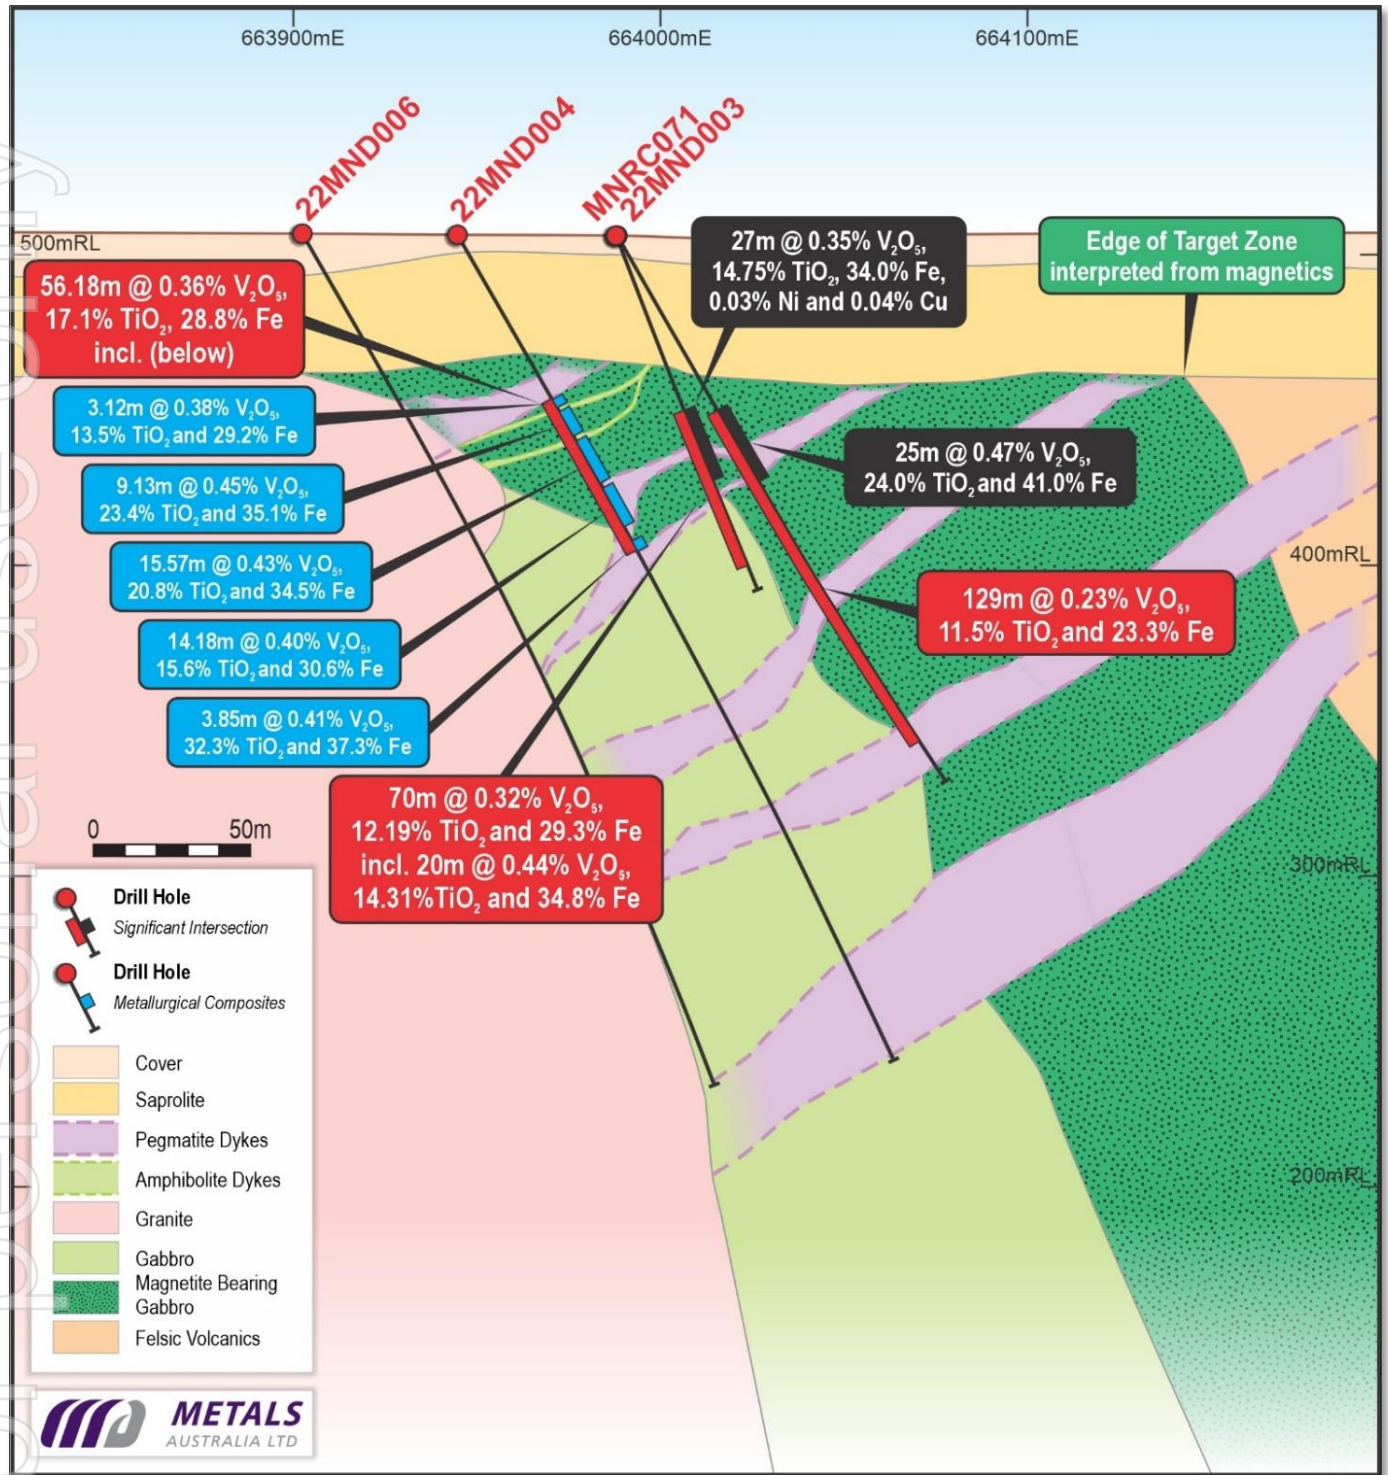 663900mE
664000mE
664100mE
22MND006
22MND004
MNRC071
22MND003
500mRL
56.18m @ 0.36% V₂O₅,
17.1% TiO₂, 28.8% Fe
incl. (below)
27m @ 0.35% V₂O₅,
14.75% TiO₂, 34.0% Fe,
0.03% Ni and 0.04% Cu
Edge of Target Zone
interpreted from magnetics
3.12m @ 0.38% V₂O₅,
13.5% TiO₂ and 29.2% Fe
9.13m @ 0.45% V₂O₅,
23.4% TiO₂ and 35.1% Fe
25m @ 0.47% V₂O₅,
24.0% TiO₂ and 41.0% Fe
15.57m @ 0.43% V₂O₅,
20.8% TiO₂ and 34.5% Fe
400mRL
129m @ 0.23% V₂O₅,
11.5% TiO₂ and 23.3% Fe
14.18m @ 0.40% V₂O₅,
15.6% TiO₂ and 30.6% Fe
3.85m @ 0.41% V₂O₅,
32.3% TiO₂ and 37.3% Fe
70m @ 0.32% V₂O₅,
12.19% TiO₂ and 29.3% Fe
incl. 20m @ 0.44% V₂O₅,
14.31%TiO₂ and 34.8% Fe
0 50m
300mRL
200mRL
Drill Hole
Significant Intersection
Drill Hole
Metallurgical Composites
Cover
Saprolite
Pegmatite Dykes
Amphibolite Dykes
Granite
Gabbro
Magnetite Bearing
Gabbro
Felsic Volcanics
METALS
AUSTRALIA LTD
personal use only